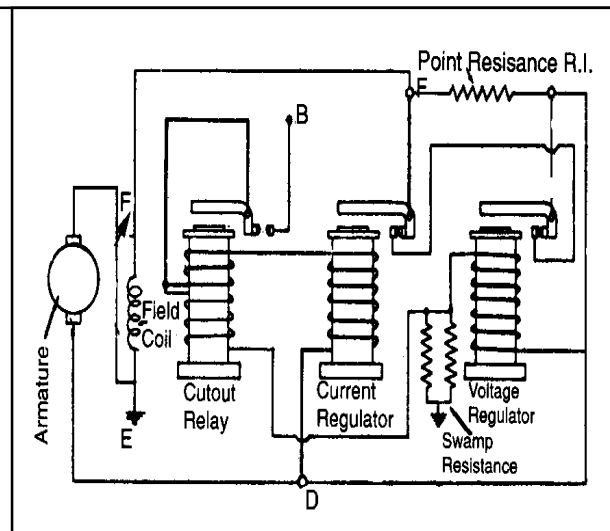 Point Resisance R.I.
F
B
F
Field
Coil
Armature
E
Cutout
Relay
Current
Regulator
Voltage
Regulator
Swamp
Resistance
D